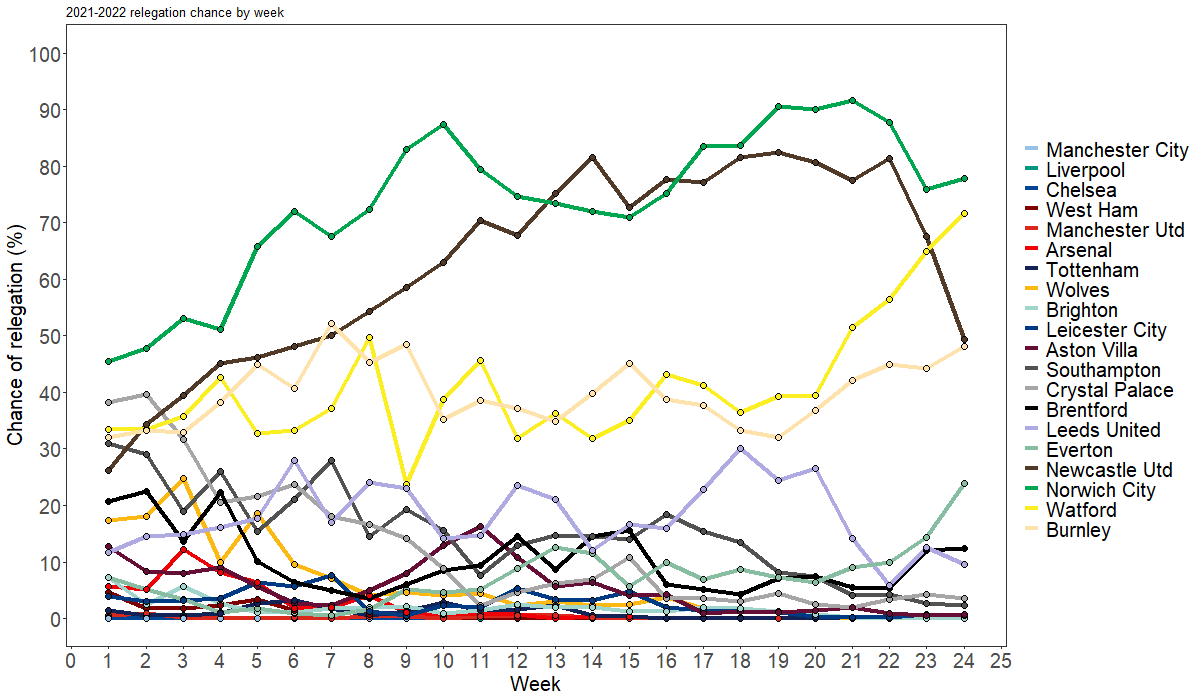 2021-2022 relegation chance by week
100
90
80
70
60
50
40
30
20
10
0
Chance of relegation (%)
0 1 2 3 4 5 6 7 8 9 10 11 12 13 14 15 16 17 18 19 20 21 22 23 24 25
Week
Manchester City
Liverpool
Chelsea
West Ham
Manchester Utd
Arsenal
Tottenham
Wolves
Brighton
Leicester City
Aston Villa
Southampton
Crystal Palace
Brentford
Leeds United
Everton
Newcastle Utd
Norwich City
Watford
Burnley